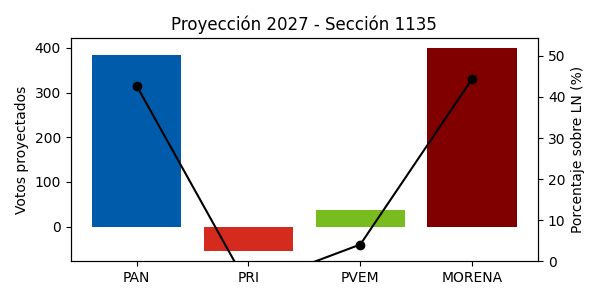 Proyección 2027 - Sección 1135
Votos proyectados
400
300
200
100
0
Porcentaje sobre LN (%)
50
40
30
20
10
0
PAN
PRI
PVEM
MORENA